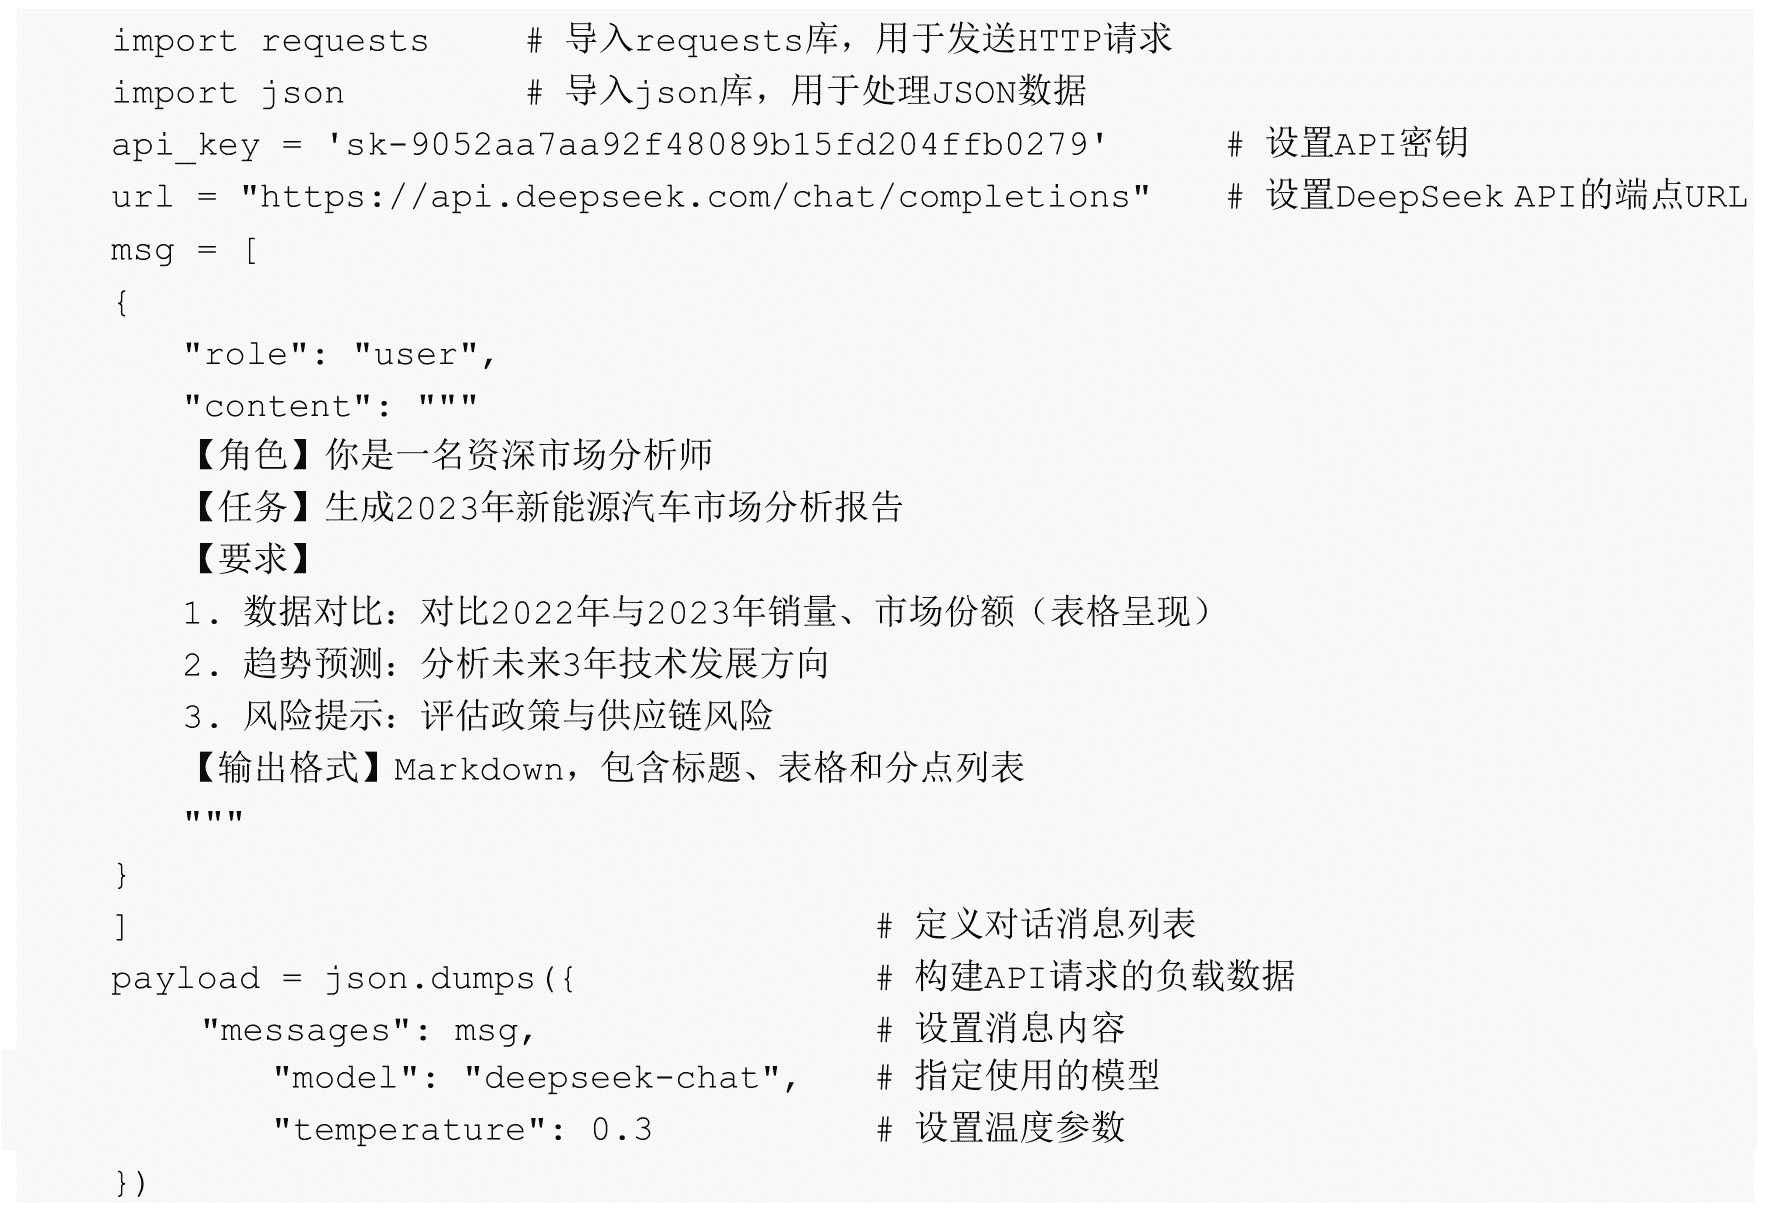 import requests # 导入requests库，用于发送HTTP请求
import json # 导入json库，用于处理JSON数据
api_key = 'sk-9052aa7aa92f48089b15fd204ffb0279' # 设置API密钥
url = "https://api.deepseek.com/chat/completions" # 设置DeepSeek API的端点URL
msg = [
{
"role": "user",
"content": """
【角色】你是一名资深市场分析师
【任务】生成2023年新能源汽车市场分析报告
【要求】
1. 数据对比：对比2022年与2023年销量、市场份额（表格呈现）
2. 趋势预测：分析未来3年技术发展方向
3. 风险提示：评估政策与供应链风险
【输出格式】Markdown，包含标题、表格和分点列表
"""
}
] # 定义对话消息列表
payload = json.dumps({ # 构建API请求的负载数据
"messages": msg, # 设置消息内容
"model": "deepseek-chat", # 指定使用的模型
"temperature": 0.3 # 设置温度参数
})